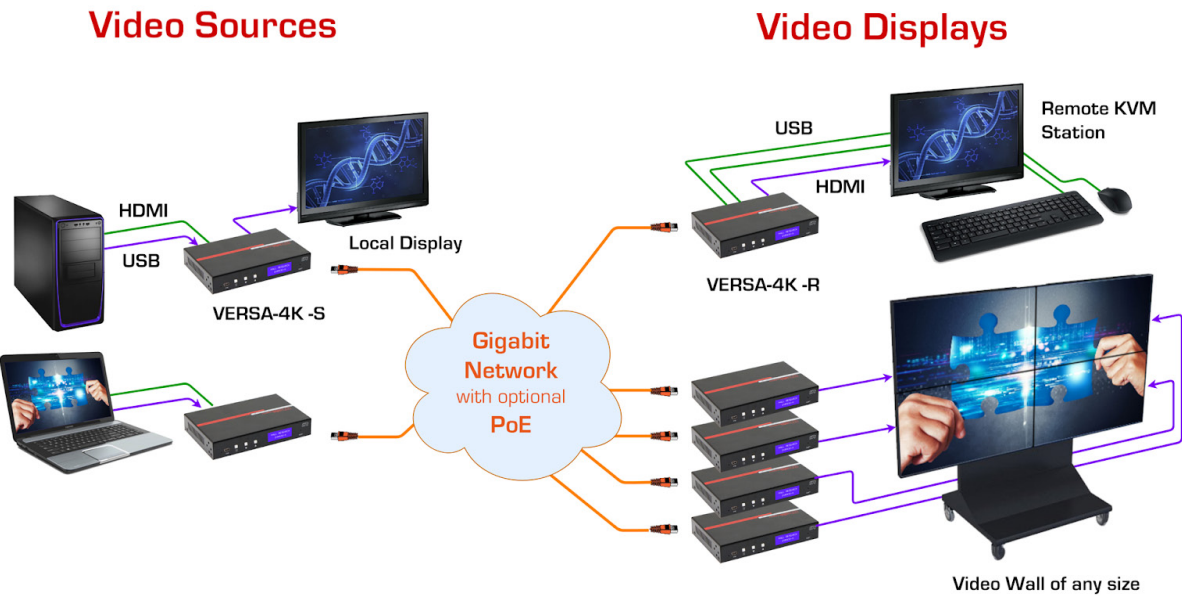 Video Sources
Video Displays
HDMI
USB
Local Display
VERSA-4K -S
Gigabit
Network
with optional
PoE
USB
HDMI
Remote KVM
Station
VERSA-4K -R
Video Wall of any size